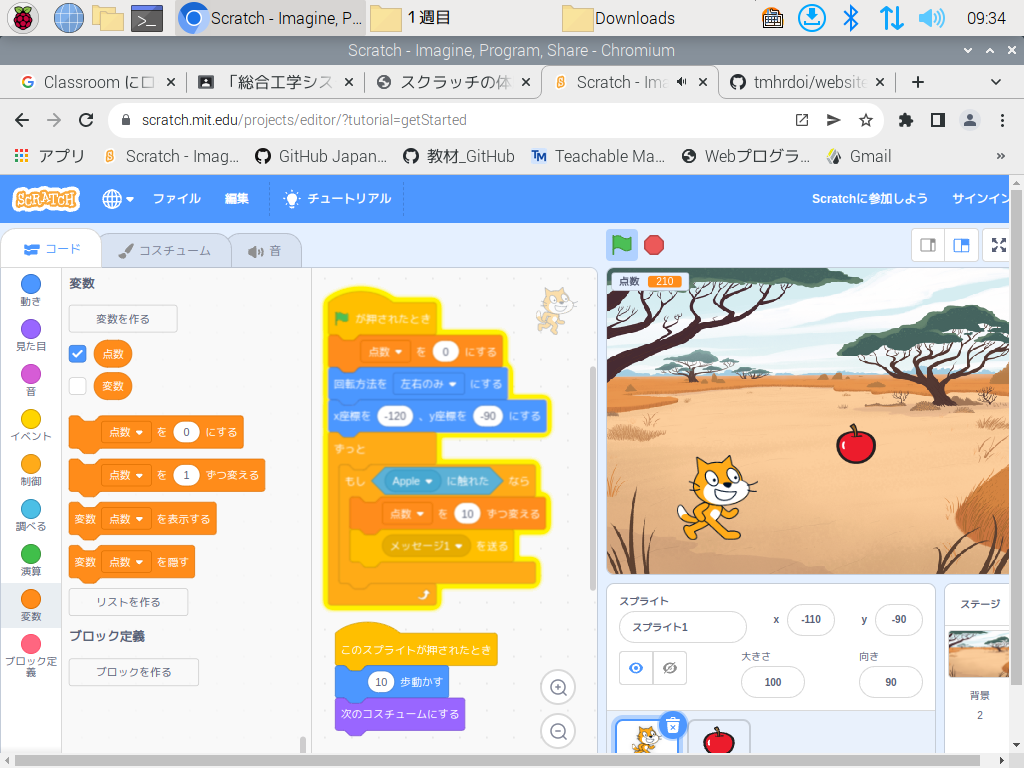 Scratch - Imagine, P...
１週目
Downloads
09:34
Scratch - Imagine, Program, Share - Chromium
Classroom にロ
「総合工学シス
スクラッチの体
Scratch - Ima
tmhrdoi/website
scratch.mit.edu/projects/editor/?tutorial=getStarted
アプリ
Scratch - Imag...
GitHub Japan...
教材_GitHub
TM Teachable Ma...
Webプログラ...
Gmail
»
SCRATCH
ファイル
編集
チュートリアル
Scratchに参加しよう
サインイン
コード
コスチューム
音
動き
見た目
音
イベント
制御
調べる
演算
変数
ブロック定
義
変数
変数を作る
点数
変数
点数 を 0 にする
点数 を 1 ずつ変える
変数 点数 を表示する
変数 点数 を隠す
リストを作る
ブロック定義
ブロックを作る
が押されたとき
点数 を 0 にする
回転方法を 左右のみ にする
x座標を -120 、y座標を -90 にする
ずっと
もし Apple に触れた なら
点数 を 10 ずつ変える
メッセージ1 を送る
このスプライトが押されたとき
10 歩動かす
次のコスチュームにする
点数 210
スプライト
スプライト1
x -110
y -90
大きさ
100
向き
90
ステージ
背景
2